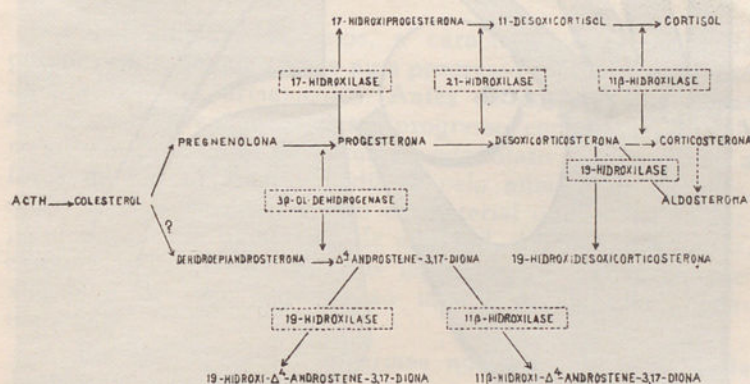 17-HIDROXIPROGESTERONA 11-DESOXICORTISOL CORTISOL
17-HIDROXILASE 21-HIDROXILASE 11β-HIDROXILASE
PREGNENOLONA PROGESTERONA DESOXICORTICOSTERONA CORTICOSTERONA
19-HIDROXILASE
ACTH COLESTEROL 3β-OL-DEHIDROGENASE ALDOSTERONA
?
DEHIDROEPIANDROSTERONA Δ⁴ANDROSTENE-3,17-DIONA 19-HIDROXIDESOXICORTICOSTERONA
19-HIDROXILASE 11β-HIDROXILASE
19-HIDROXI-Δ⁴-ANDROSTENE-3,17-DIONA 11β-HIDROXI-Δ⁴-ANDROSTENE-3,17-DIONA